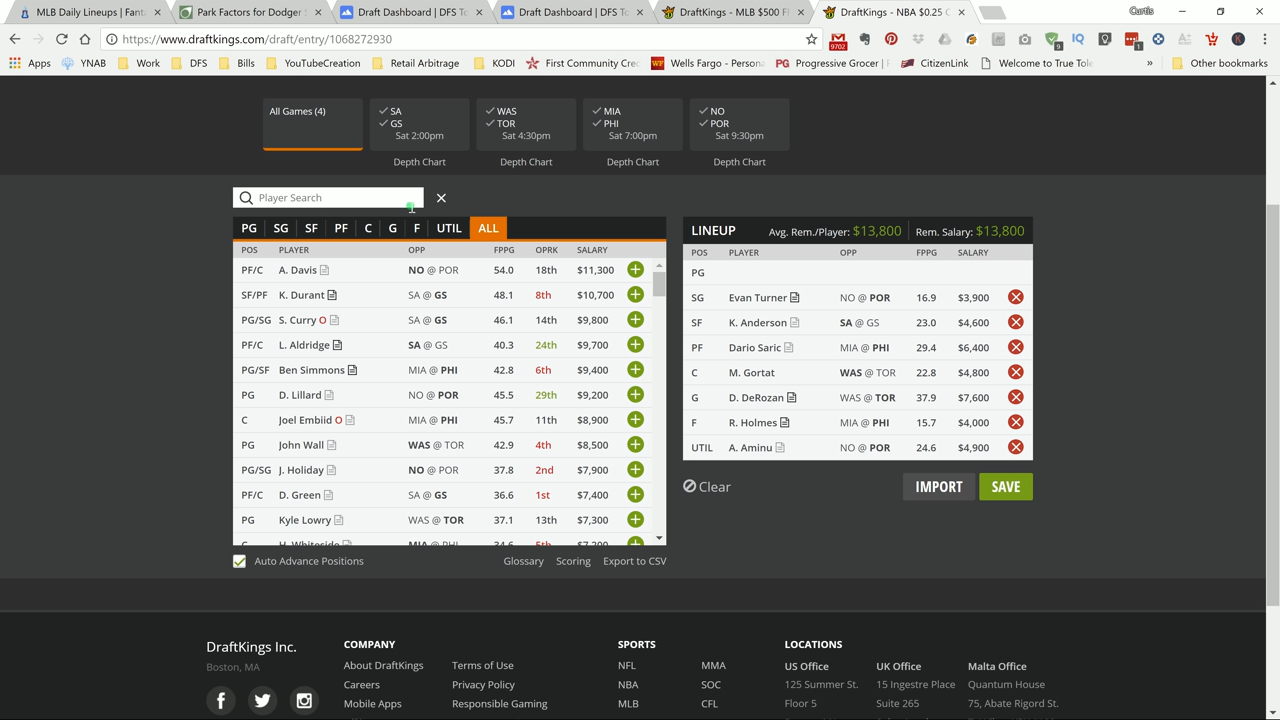 MLB Daily Lineups | Fanta
Park Factors for Dodger S
Draft Dashboard | DFS To
Draft Dashboard | DFS To
DraftKings - MLB $500 Fl
DraftKings - NBA $0.25 C
Curtis
https://www.draftkings.com/draft/entry/1068272930
9702
Apps YNAB Work DFS Bills YouTubeCreation Retail Arbitrage KODI First Community Cre Wells Fargo - Persona PG Progressive Grocer | CitizenLink Welcome to True Tole » Other bookmarks
All Games (4)
SA
GS
Sat 2:00pm
WAS
TOR
Sat 4:30pm
MIA
PHI
Sat 7:00pm
NO
POR
Sat 9:30pm
Depth Chart Depth Chart Depth Chart Depth Chart
Player Search
PG SG SF PF C G F UTIL ALL
POS PLAYER OPP FPPG OPRK SALARY
PF/C A. Davis NO @ POR 54.0 18th $11,300
SF/PF K. Durant SA @ GS 48.1 8th $10,700
PG/SG S. Curry O SA @ GS 46.1 14th $9,800
PF/C L. Aldridge SA @ GS 40.3 24th $9,700
PG/SF Ben Simmons MIA @ PHI 42.8 6th $9,400
PG D. Lillard NO @ POR 45.5 29th $9,200
C Joel Embiid O MIA @ PHI 45.7 11th $8,900
PG John Wall WAS @ TOR 42.9 4th $8,500
PG/SG J. Holiday NO @ POR 37.8 2nd $7,900
PF/C D. Green SA @ GS 36.6 1st $7,400
PG Kyle Lowry WAS @ TOR 37.1 13th $7,300
C H. Whiteside MIA @ PHI 34.6 5th $7,200
Auto Advance Positions Glossary Scoring Export to CSV
LINEUP Avg. Rem./Player: $13,800 Rem. Salary: $13,800
POS PLAYER OPP FPPG SALARY
PG
SG Evan Turner NO @ POR 16.9 $3,900
SF K. Anderson SA @ GS 23.0 $4,600
PF Dario Saric MIA @ PHI 29.4 $6,400
C M. Gortat WAS @ TOR 22.8 $4,800
G D. DeRozan WAS @ TOR 37.9 $7,600
F R. Holmes MIA @ PHI 15.7 $4,000
UTIL A. Aminu NO @ POR 24.6 $4,900
Clear IMPORT SAVE
DraftKings Inc.
Boston, MA
COMPANY
About DraftKings Terms of Use
Careers Privacy Policy
Mobile Apps Responsible Gaming
SPORTS
NFL MMA
NBA SOC
MLB CFL
LOCATIONS
US Office UK Office Malta Office
125 Summer St. 15 Ingestre Place Quantum House
Floor 5 Suite 265 75, Abate Rigord St.